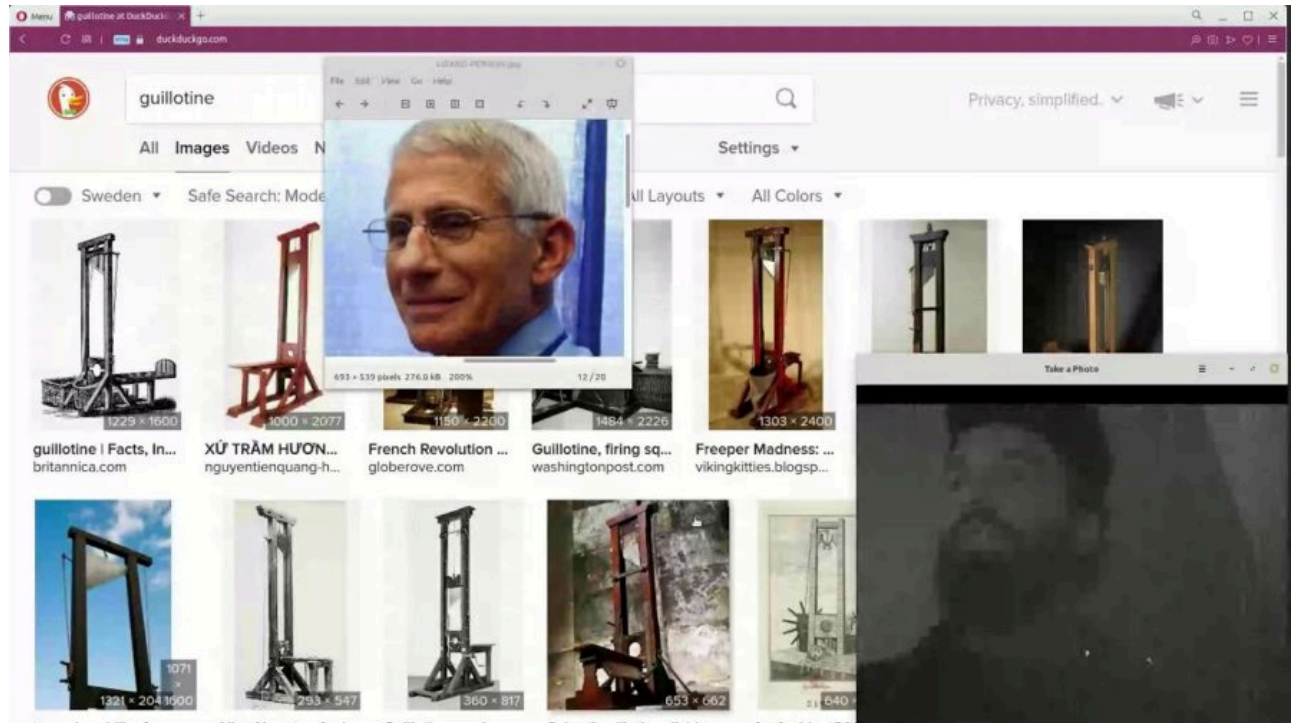 Menu
guillotine at DuckDuckG
duckduckgo.com
LIZARD-PERSON.jpg
File Edit View Go Help
guillotine
Privacy, simplified.
All Images Videos N
Settings
Sweden
Safe Search: Mode
All Layouts
All Colors
693 × 539 pixels 276.0 kB 200%
12 / 20
Take a Photo
1229 × 1600
1000 × 2077
1150 × 2200
1484 × 2226
1303 × 2400
guillotine | Facts, In...
britannica.com
XỬ TRẢM HƯƠN...
nguyentienquang-h...
French Revolution ...
globerove.com
Guillotine, firing sq...
washingtonpost.com
Freeper Madness: ...
vikingkitties.blogsp...
1071
×
1600
1321 × 204
293 × 547
360 × 817
653 × 662
640 ×